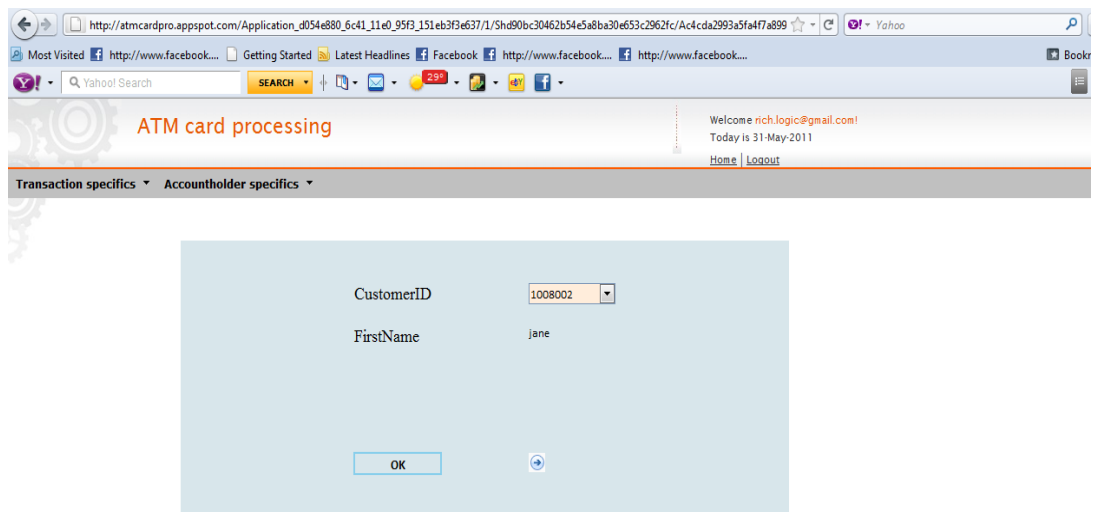 http://atmcardpro.appspot.com/Application_d054e880_6c41_11e0_95f3_151eb3f3e637/1/Shd90bc30462b54e5a8ba30e653c2962fc/Ac4cda2993a5fa4f7a899 Yahoo
Most Visited http://www.facebook.... Getting Started Latest Headlines Facebook http://www.facebook.... http://www.facebook.... Bookr
Y! Yahoo! Search SEARCH 29° eBY
ATM card processing
Welcome rich.logic@gmail.com!
Today is 31-May-2011
Home | Logout
Transaction specifics Accountholder specifics
CustomerID 1008002
FirstName jane
OK